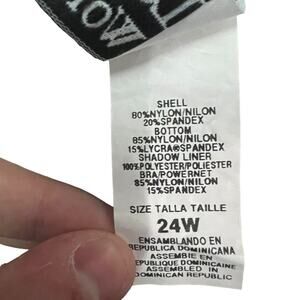 SHELL
80%NYLON/NILON
20%SPANDEX
BOTTOM
85%NYLON/NILON
15%LYCRA®SPANDEX
SHADOW LINER
100%POLYESTER/POLIESTER
BRA/POWERNET
85%NYLON/NILON
15%SPANDEX
SIZE TALLA TAILLE
24W
ENSAMBLANDO EN
REPUBLICA DOMINICANA
ASSEMBIE EN
REPUBLIQUE DOMINICAINE
ASSEMBLED IN
DOMINICAN REPUBLIC